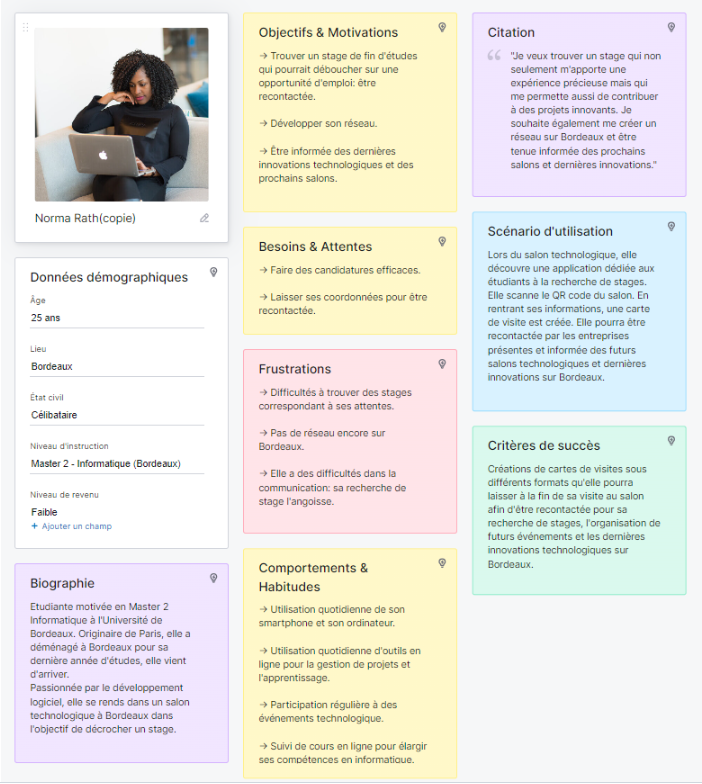 Norma Rath(copie)
Données démographiques
Âge
25 ans
Lieu
Bordeaux
État civil
Célibataire
Niveau d'instruction
Master 2 - Informatique (Bordeaux)
Niveau de revenu
Faible
+ Ajouter un champ
Biographie
Etudiante motivée en Master 2
Informatique à l'Université de
Bordeaux. Originaire de Paris, elle a
déménagé à Bordeaux pour sa
dernière année d'études, elle vient
d'arriver.
Passionnée par le développement
logiciel, elle se rends dans un salon
technologique à Bordeaux dans
l'objectif de décrocher un stage.
Objectifs & Motivations
→ Trouver un stage de fin d'études
qui pourrait déboucher sur une
opportunité d'emploi: être
recontactée.
→ Développer son réseau.
→ Être informée des dernières
innovations technologiques et des
prochains salons.
Besoins & Attentes
→ Faire des candidatures efficaces.
→ Laisser ses coordonnées pour être
recontactée.
Frustrations
→ Difficultés à trouver des stages
correspondant à ses attentes.
→ Pas de réseau encore sur
Bordeaux.
→ Elle a des difficultés dans la
communication: sa recherche de
stage l'angoisse.
Comportements &
Habitudes
→ Utilisation quotidienne de son
smartphone et son ordinateur.
→ Utilisation quotidienne d'outils en
ligne pour la gestion de projets et
l'apprentissage.
→ Participation régulière à des
événements technologique.
→ Suivi de cours en ligne pour élargir
ses compétences en informatique.
Citation
"Je veux trouver un stage qui non
seulement m'apporte une
expérience précieuse mais qui
me permette aussi de contribuer
à des projets innovants. Je
souhaite également me créer un
réseau sur Bordeaux et être
tenue informée des prochains
salons et dernières innovations."
Scénario d'utilisation
Lors du salon technologique, elle
découvre une application dédiée aux
étudiants à la recherche de stages.
Elle scanne le QR code du salon. En
rentrant ses informations, une carte
de visite est créée. Elle pourra être
recontactée par les entreprises
présentes et informée des futurs
salons technologiques et dernières
innovations sur Bordeaux.
Critères de succès
Créations de cartes de visites sous
différents formats qu'elle pourra
laisser à la fin de sa visite au salon
afin d'être recontactée pour sa
recherche de stages, l'organisation de
futurs événements et les dernières
innovations technologiques sur
Bordeaux.